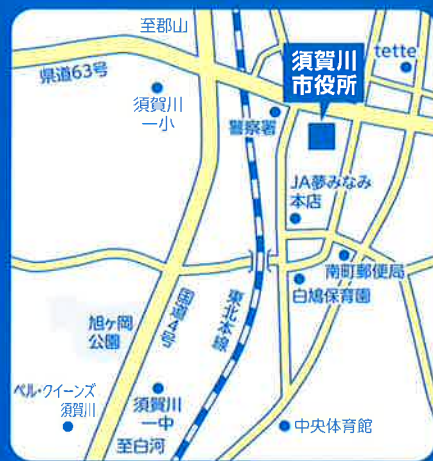 至郡山
県道63号
須賀川
一小
須賀川
市役所
tette
警察署
JA夢みなみ
本店
南町郵便局
白鳩保育園
旭ヶ岡
公園
国道4号
東北本線
ベル・クイーンズ
須賀川
須賀川
一中
至白河
中央体育館